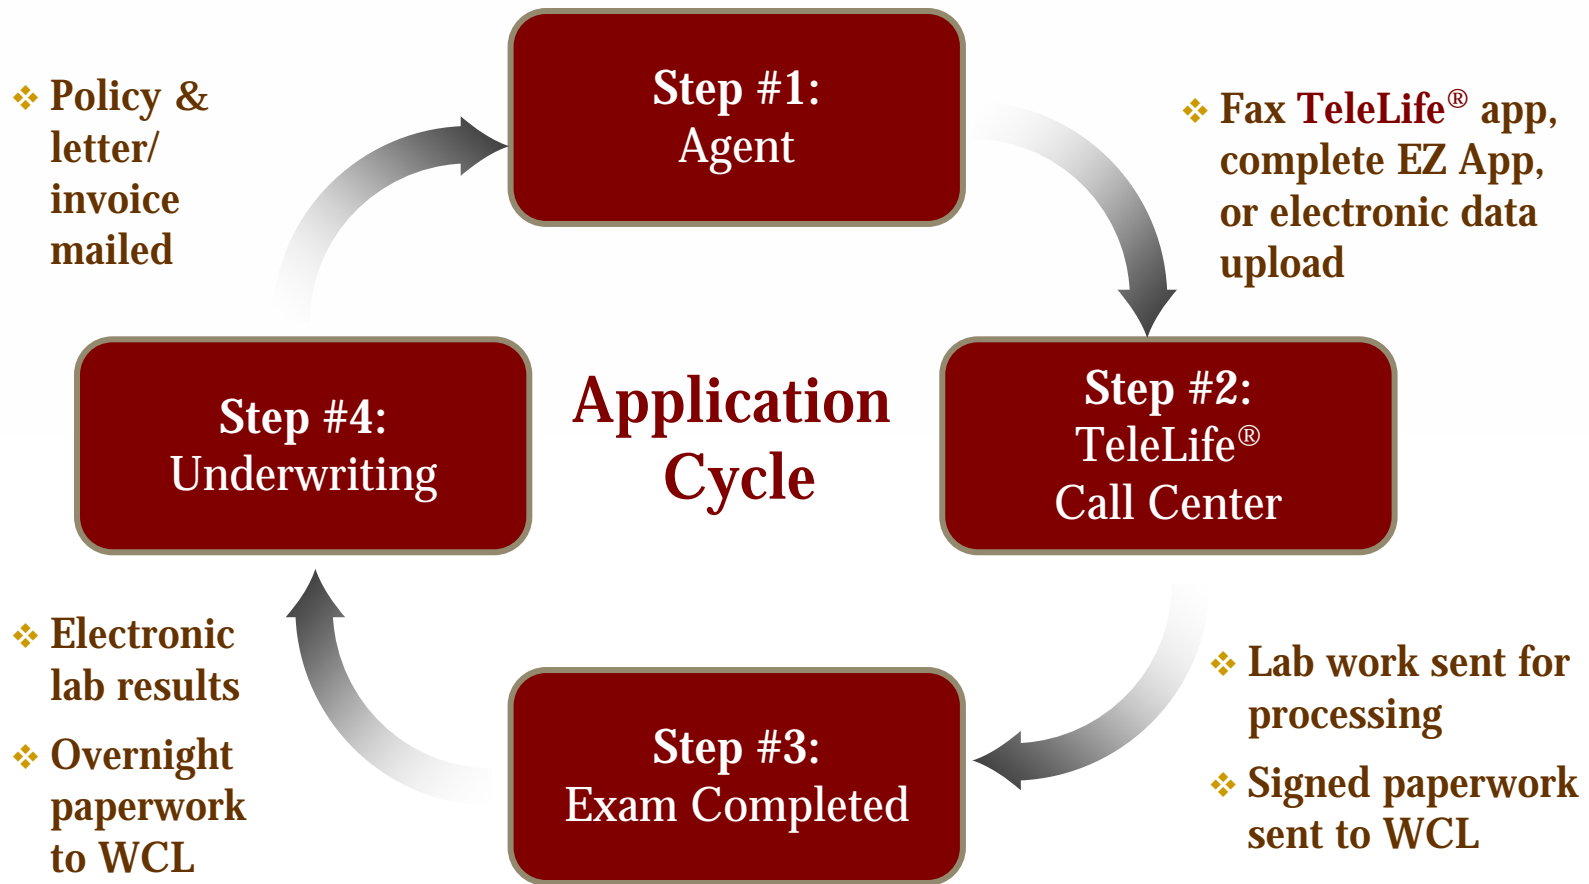 Step #1:
Agent
❖ Policy &
letter/
invoice
mailed
❖ Fax TeleLife® app,
complete EZ App,
or electronic data
upload
Step #4:
Underwriting
Application
Cycle
Step #2:
TeleLife®
Call Center
❖ Electronic
lab results
❖ Overnight
paperwork
to WCL
Step #3:
Exam Completed
❖ Lab work sent for
processing
❖ Signed paperwork
sent to WCL